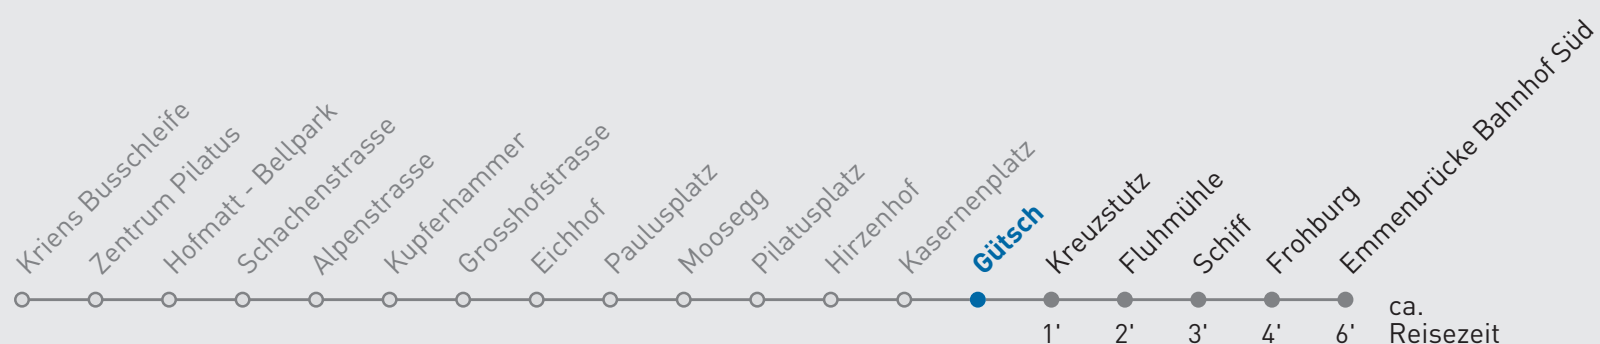 Kriens Busschleife
Zentrum Pilatus
Hofmatt - Bellpark
Schachenstrasse
Alpenstrasse
Kupferhammer
Grosshofstrasse
Eichhof
Paulusplatz
Moosegg
Pilatusplatz
Hirzenhof
Kasernenplatz
Gütsch
Kreuzstutz
Fluhmühle
Schiff
Frohburg
Emmenbrücke Bahnhof Süd
1' 2' 3' 4' 6'
ca.
Reisezeit